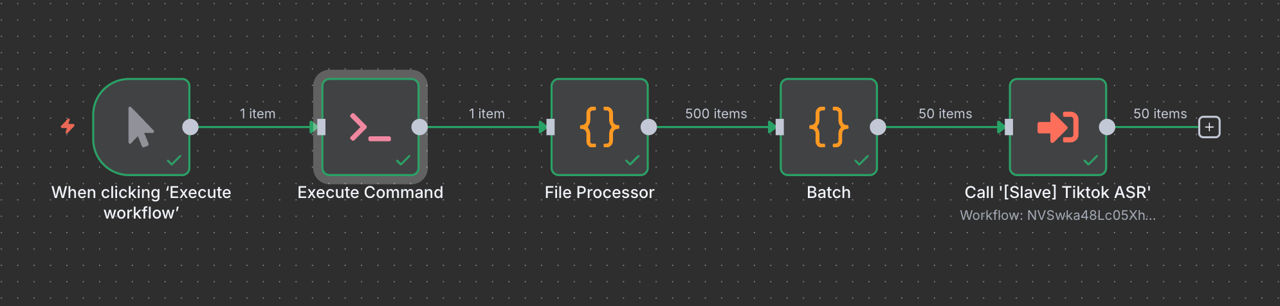 1 item
1 item
500 items
50 items
50 items
When clicking ‘Execute
workflow’
Execute Command
File Processor
Batch
Call '[Slave] Tiktok ASR'
Workflow: NVSwka48Lc05Xh...